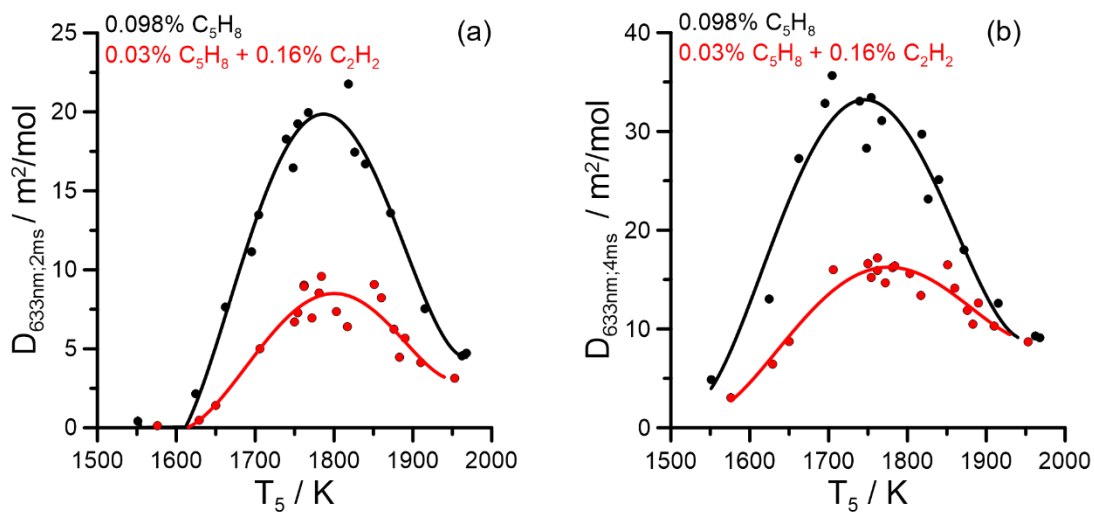 0.098% C₅H₈
0.03% C₅H₈ + 0.16% C₂H₂
(a)
D₆₃₃ₙₘ;₂ₘₛ / m²/mol
25
20
15
10
5
0
1500 1600 1700 1800 1900 2000
T₅ / K
0.098% C₅H₈
0.03% C₅H₈ + 0.16% C₂H₂
(b)
D₆₃₃ₙₘ;₄ₘₛ / m²/mol
40
30
20
10
0
1500 1600 1700 1800 1900 2000
T₅ / K